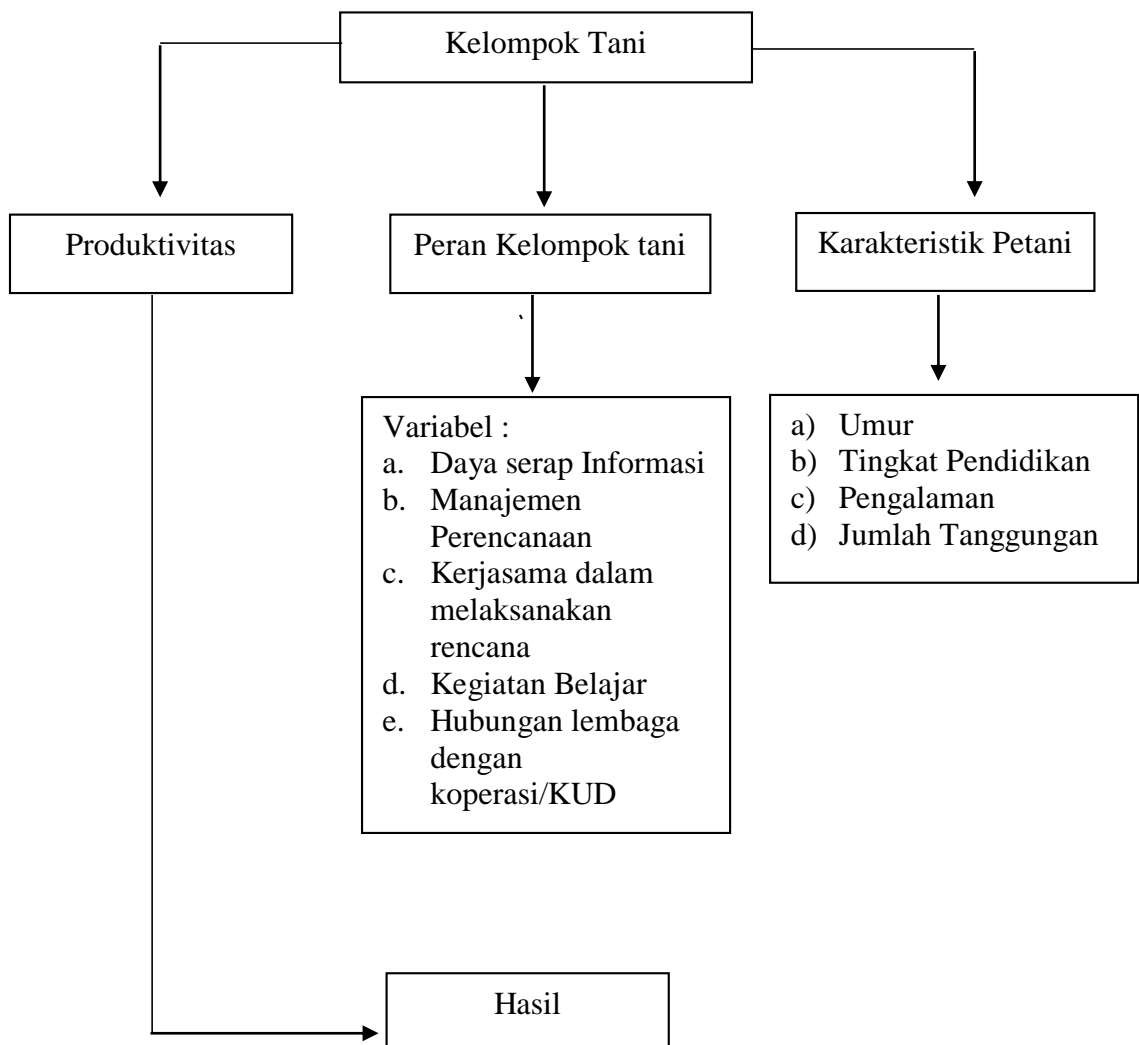 Kelompok Tani
Produktivitas
Peran Kelompok tani
Karakteristik Petani
Variabel :
a. Daya serap Informasi
b. Manajemen
Perencanaan
c. Kerjasama dalam
melaksanakan
rencana
d. Kegiatan Belajar
e. Hubungan lembaga
dengan
koperasi/KUD
a) Umur
b) Tingkat Pendidikan
c) Pengalaman
d) Jumlah Tanggungan
Hasil